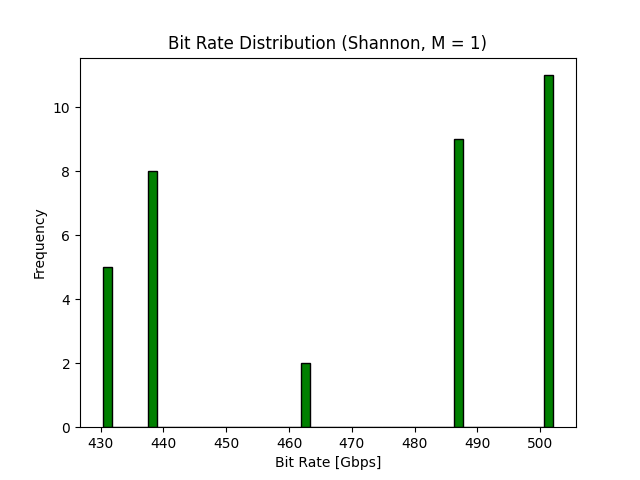 Bit Rate Distribution (Shannon, M = 1)
10
8
6
4
2
0
Frequency
430 440 450 460 470 480 490 500
Bit Rate [Gbps]